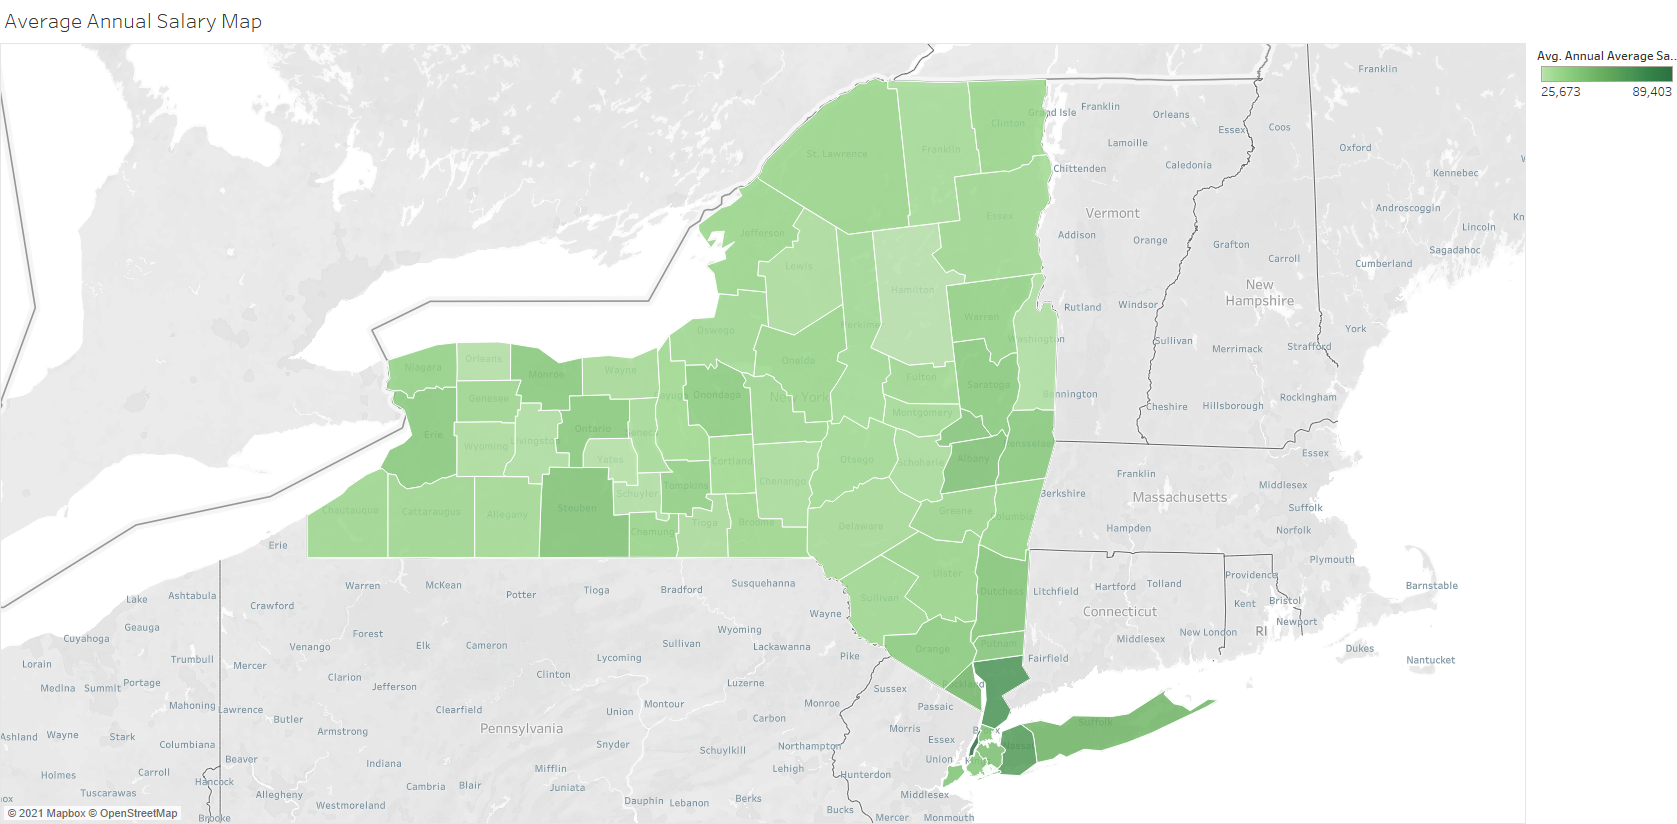 Average Annual Salary Map
Avg. Annual Average Sa..
25,673 89,403
Franklin
Clinton
Grand Isle
Franklin
Orleans
Essex
Coos
St. Lawrence
Franklin
Lamoille
Oxford
Chittenden
Caledonia
Kennebec
Essex
Vermont
Androscoggin
Kn
Jefferson
Addison
Orange
Grafton
Lincoln
Sagadahoc
Lewis
Carroll
Cumberland
Hamilton
New
Hampshire
Rutland
Windsor
Warren
Oswego
Herkimer
Washington
Sullivan
York
Merrimack
Strafford
Orleans
Niagara
Monroe
Wayne
Oneida
Fulton
Saratoga
Genesee
Cayuga
Onondaga
New York
Bennington
Cheshire
Hillsborough
Rockingham
Montgomery
Erie
Ontario
Seneca
Livingston
Wyoming
Yates
Cortland
Otsego
Schoharie
Albany
Rensselaer
Essex
Franklin
Middlesex
Chautauqua
Cattaraugus
Allegany
Steuben
Schuyler
Tompkins
Chenango
Berkshire
Massachusetts
Suffolk
Chemung
Tioga
Broome
Delaware
Greene
Columbia
Hampden
Norfolk
Erie
Plymouth
Warren
McKean
Potter
Tioga
Bradford
Susquehanna
Ulster
Sullivan
Dutchess
Litchfield
Hartford
Tolland
Providence
Barnstable
Lake
Ashtabula
Crawford
Wayne
Connecticut
Kent
Bristol
Geauga
Cuyahoga
Forest
Elk
Cameron
Sullivan
Wyoming
Lackawanna
Orange
Putnam
Middlesex
New London
RI
Newport
Venango
Lorain
Trumbull
Mercer
Lycoming
Pike
Fairfield
Dukes
Nantucket
Medina
Summit
Portage
Clarion
Jefferson
Clinton
Luzerne
Sussex
Rockland
Mahoning
Lawrence
Butler
Clearfield
Union
Montour
Monroe
Passaic
Carbon
Ashland
Wayne
Stark
Columbiana
Armstrong
Pennsylvania
Snyder
Schuylkill
Northampton
Morris
Essex
Bronx
Suffolk
Nassau
Beaver
Indiana
Mifflin
Lehigh
Hunterdon
Union
Kings
Holmes
Carroll
Hancock
Tuscarawas
Allegheny
Westmoreland
Cambria
Blair
Juniata
Dauphin
Lebanon
Berks
Bucks
Middlesex
Mercer
Monmouth
Brooke
© 2021 Mapbox © OpenStreetMap